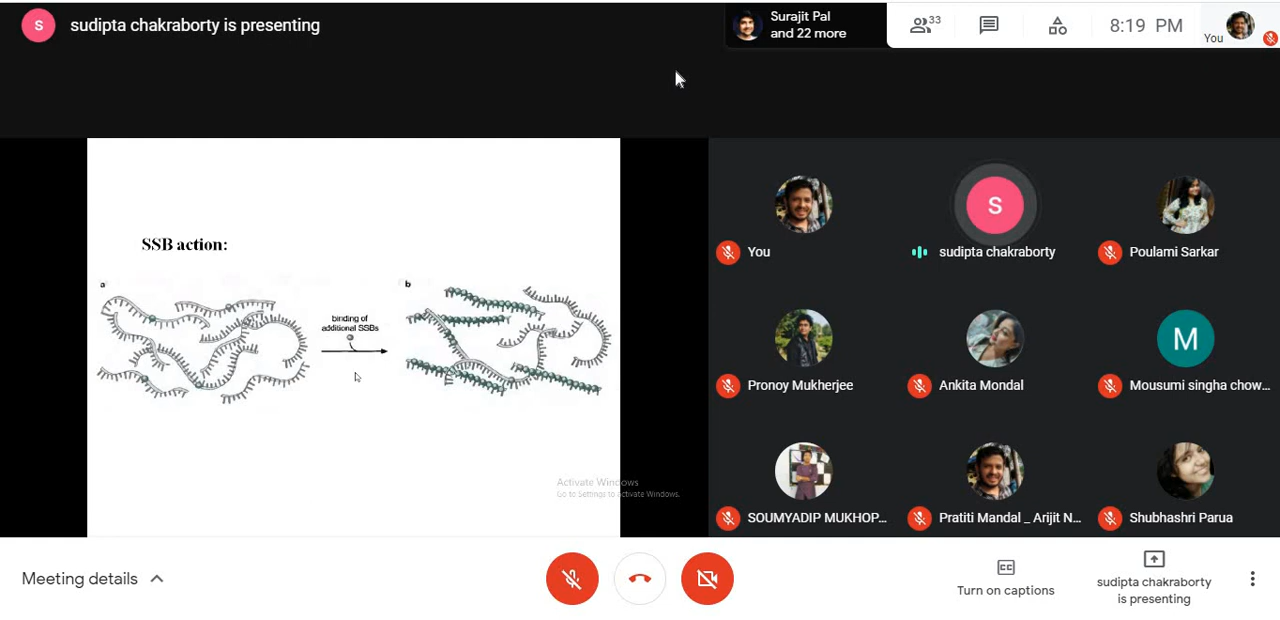 S
sudipta chakraborty is presenting
Surajit Pal
and 22 more
33
8:19 PM
You
SSB action:
a
binding of
additional SSBs
b
Activate Windows
Go to Settings to activate Windows.
You
S
sudipta chakraborty
Poulami Sarkar
Pronoy Mukherjee
Ankita Mondal
M
Mousumi singha chow...
SOUMYADIP MUKHOP...
Pratiti Mandal _ Arijit N...
Shubhashri Parua
Meeting details
CC
Turn on captions
sudipta chakraborty
is presenting